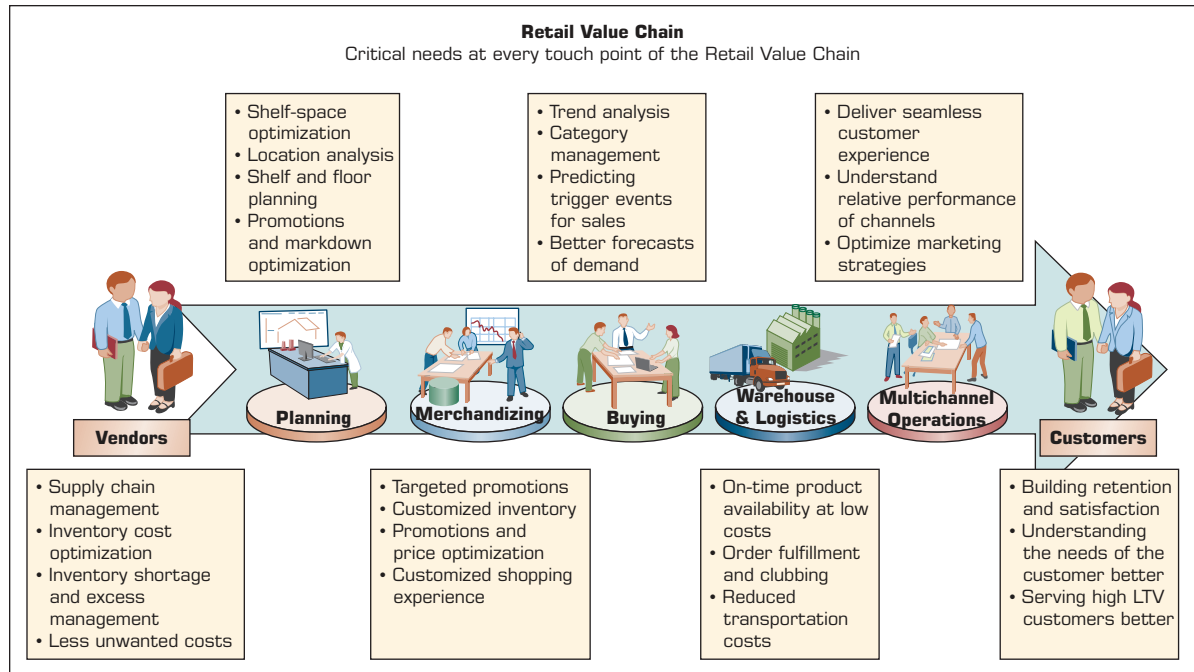 Retail Value Chain
Critical needs at every touch point of the Retail Value Chain
• Shelf-space
optimization
• Location analysis
• Shelf and floor
planning
• Promotions
and markdown
optimization
• Trend analysis
• Category
management
• Predicting
trigger events
for sales
• Better forecasts
of demand
• Deliver seamless
customer
experience
• Understand
relative performance
of channels
• Optimize marketing
strategies
Vendors
Planning
Merchandizing
Buying
Warehouse
& Logistics
Multichannel
Operations
Customers
• Supply chain
management
• Inventory cost
optimization
• Inventory shortage
and excess
management
• Less unwanted costs
• Targeted promotions
• Customized inventory
• Promotions and
price optimization
• Customized shopping
experience
• On-time product
availability at low
costs
• Order fulfillment
and clubbing
• Reduced
transportation
costs
• Building retention
and satisfaction
• Understanding
the needs of the
customer better
• Serving high LTV
customers better